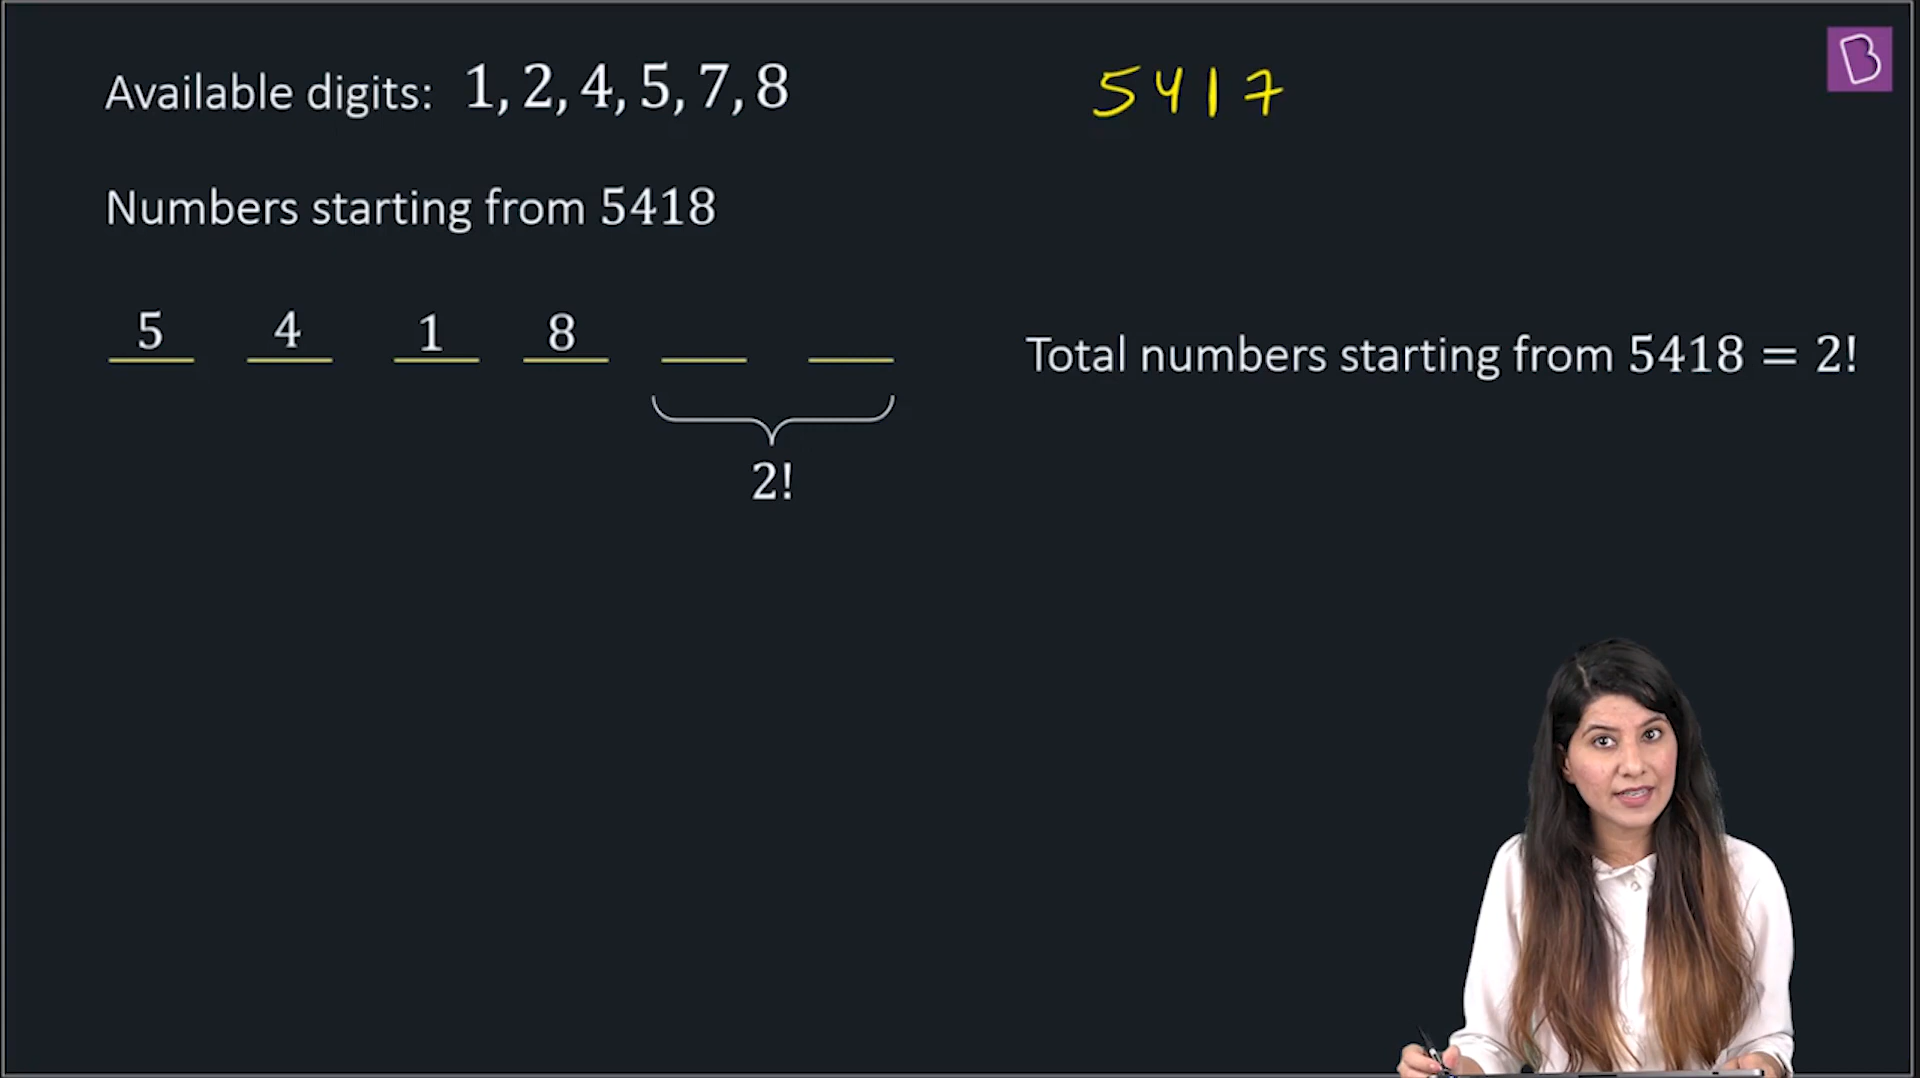 Available digits: 1, 2, 4, 5, 7, 8
5417
B
Numbers starting from 5418
5 4 1 8
Total numbers starting from 5418 = 2!
2!